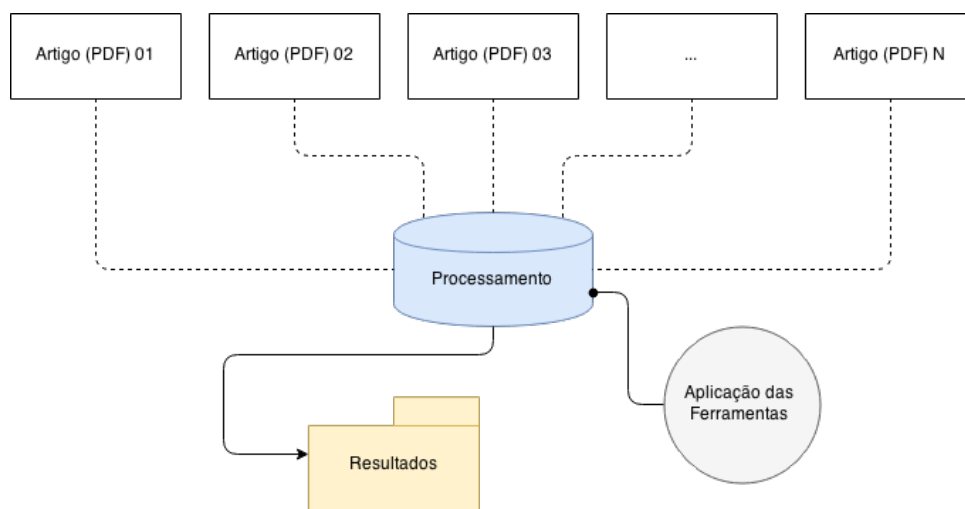 Artigo (PDF) 01
Artigo (PDF) 02
Artigo (PDF) 03
...
Artigo (PDF) N
Processamento
Aplicação das
Ferramentas
Resultados